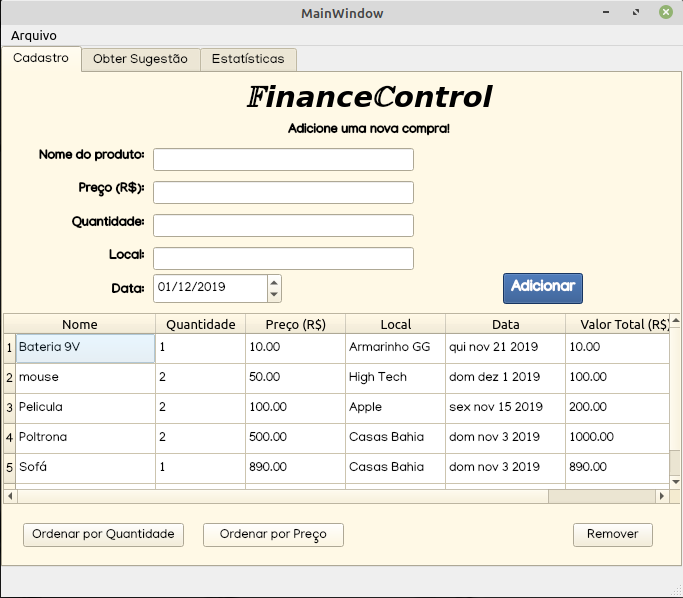 MainWindow
Arquivo
Cadastro Obter Sugestão Estatísticas
𝔽inanceℂontrol
Adicione uma nova compra!
Nome do produto:
Preço (R$):
Quantidade:
Local:
Data: 01/12/2019 Adicionar
Nome Quantidade Preço (R$) Local Data Valor Total (R$)
1 Bateria 9V 1 10.00 Armarinho GG qui nov 21 2019 10.00
2 mouse 2 50.00 High Tech dom dez 1 2019 100.00
3 Pelicula 2 100.00 Apple sex nov 15 2019 200.00
4 Poltrona 2 500.00 Casas Bahia dom nov 3 2019 1000.00
5 Sofá 1 890.00 Casas Bahia dom nov 3 2019 890.00
Ordenar por Quantidade Ordenar por Preço Remover